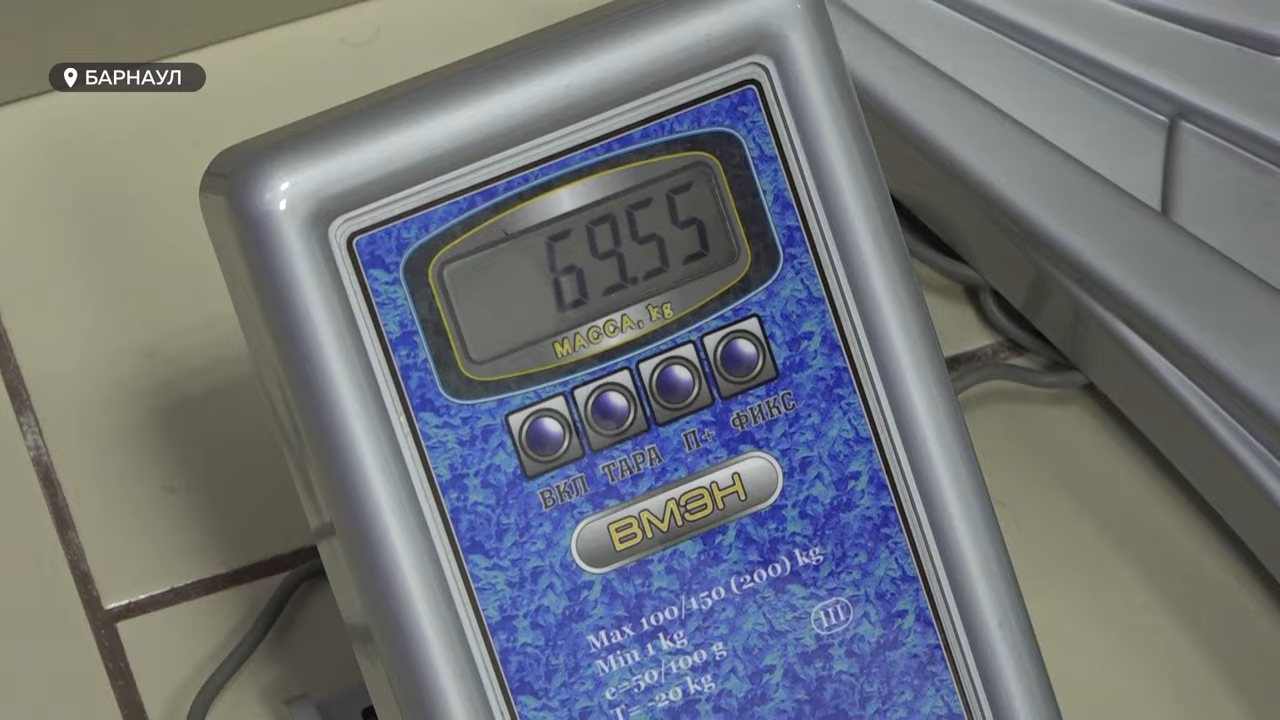 БАРНАУЛ
69.55
МАССА, kg
ВКЛ ТАРА П+ ФИКС
ВМЭН
Max 100/150 (200) kg
Min 1 kg
III
e=50/100 g
T=-20 kg